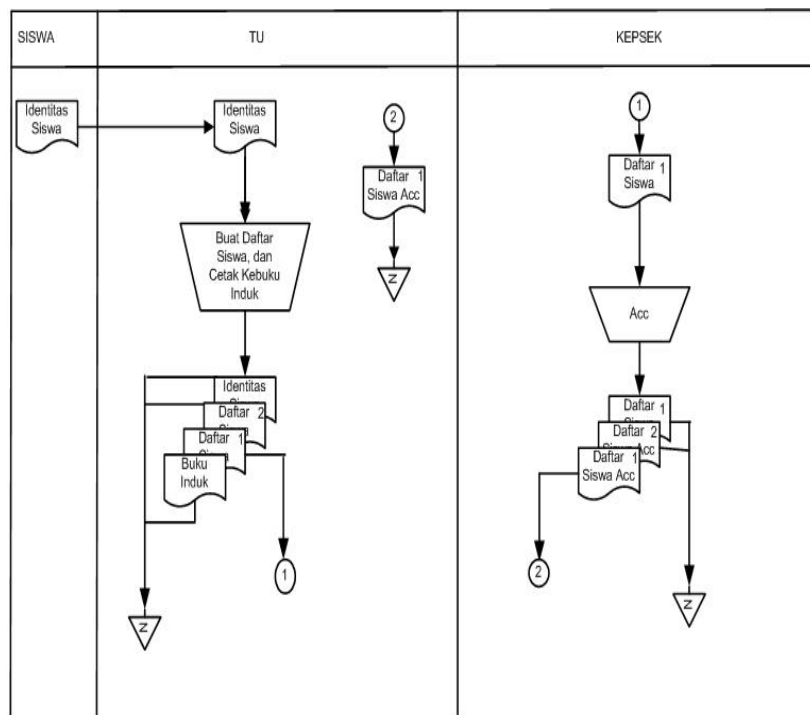 SISWA
TU
KEPSEK
Identitas
Siswa
Identitas
Siswa
2
Daftar 1
Siswa Acc
N
Buat Daftar
Siswa, dan
Cetak Kebuku
Induk
Identitas
Daftar 2
Daftar 1
Buku
Induk
1
N
1
Daftar 1
Siswa
Acc
Daftar 1
Daftar 2
Siswa Acc
Daftar 1
Siswa Acc
2
N